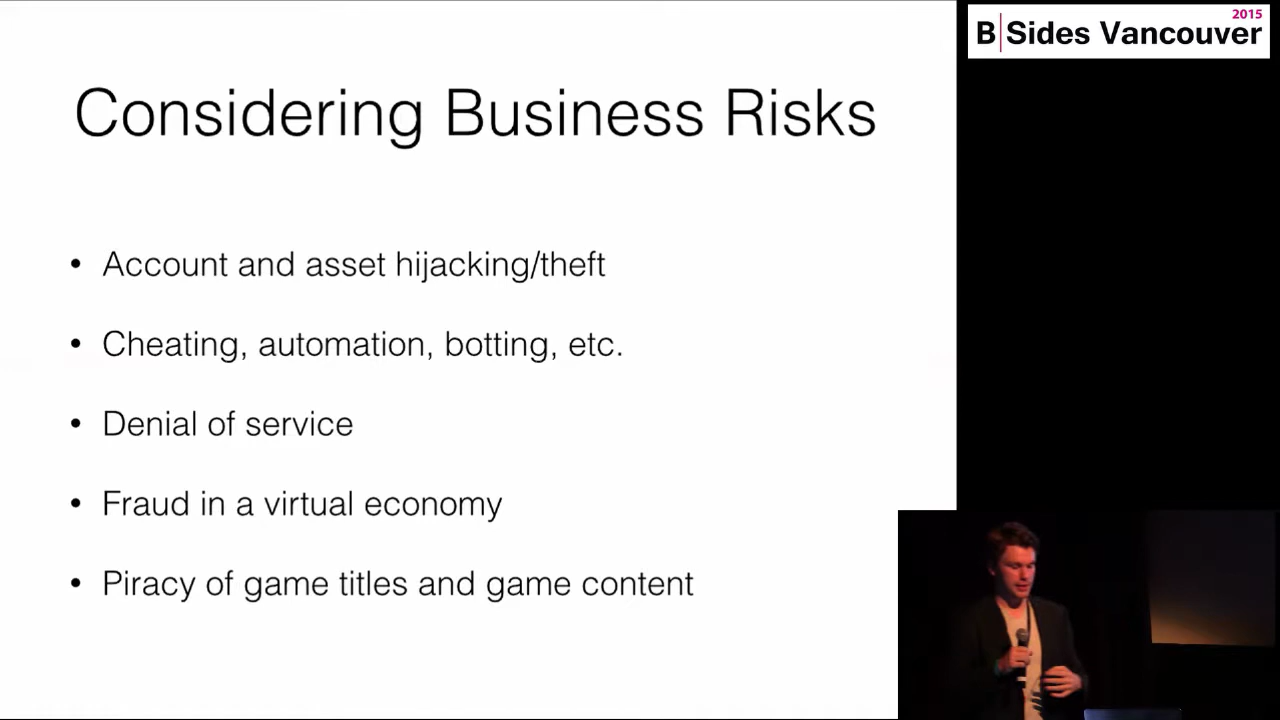 2015
B Sides Vancouver
Considering Business Risks
• Account and asset hijacking/theft
• Cheating, automation, botting, etc.
• Denial of service
• Fraud in a virtual economy
• Piracy of game titles and game content